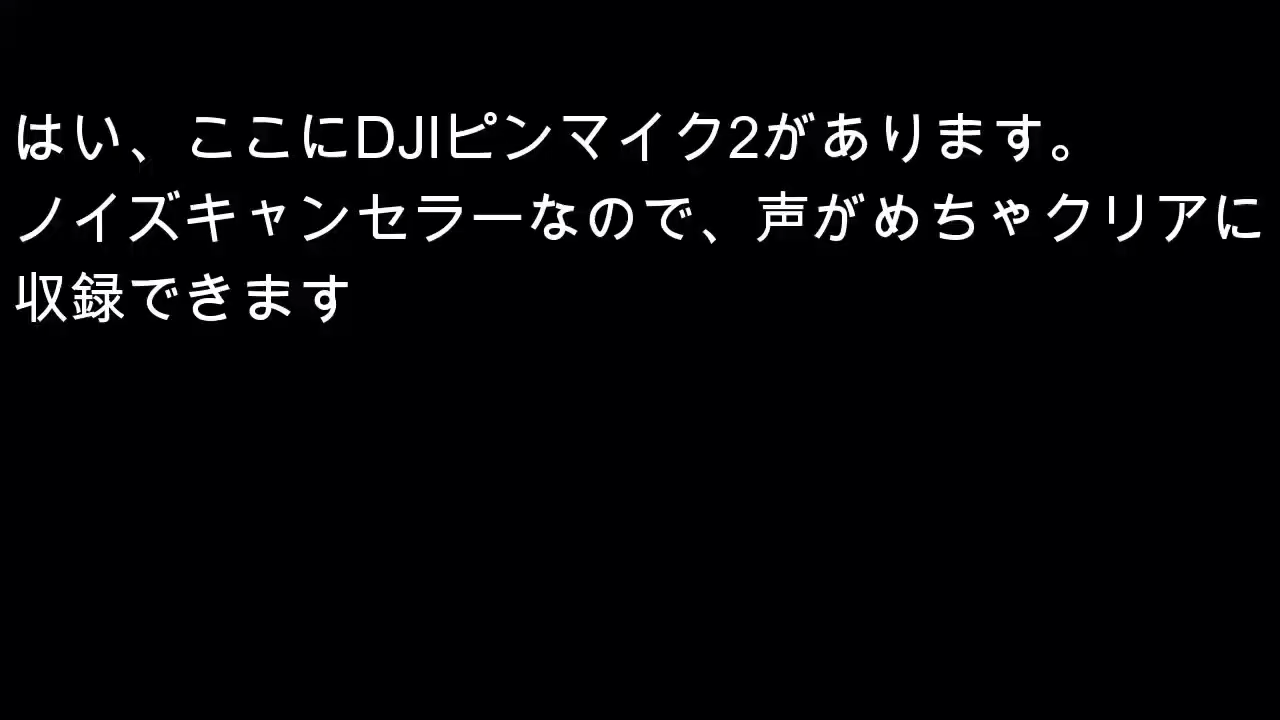 はい、ここにDJIピンマイク2があります。
ノイズキャンセラーなので、声がめちゃクリアに
収録できます